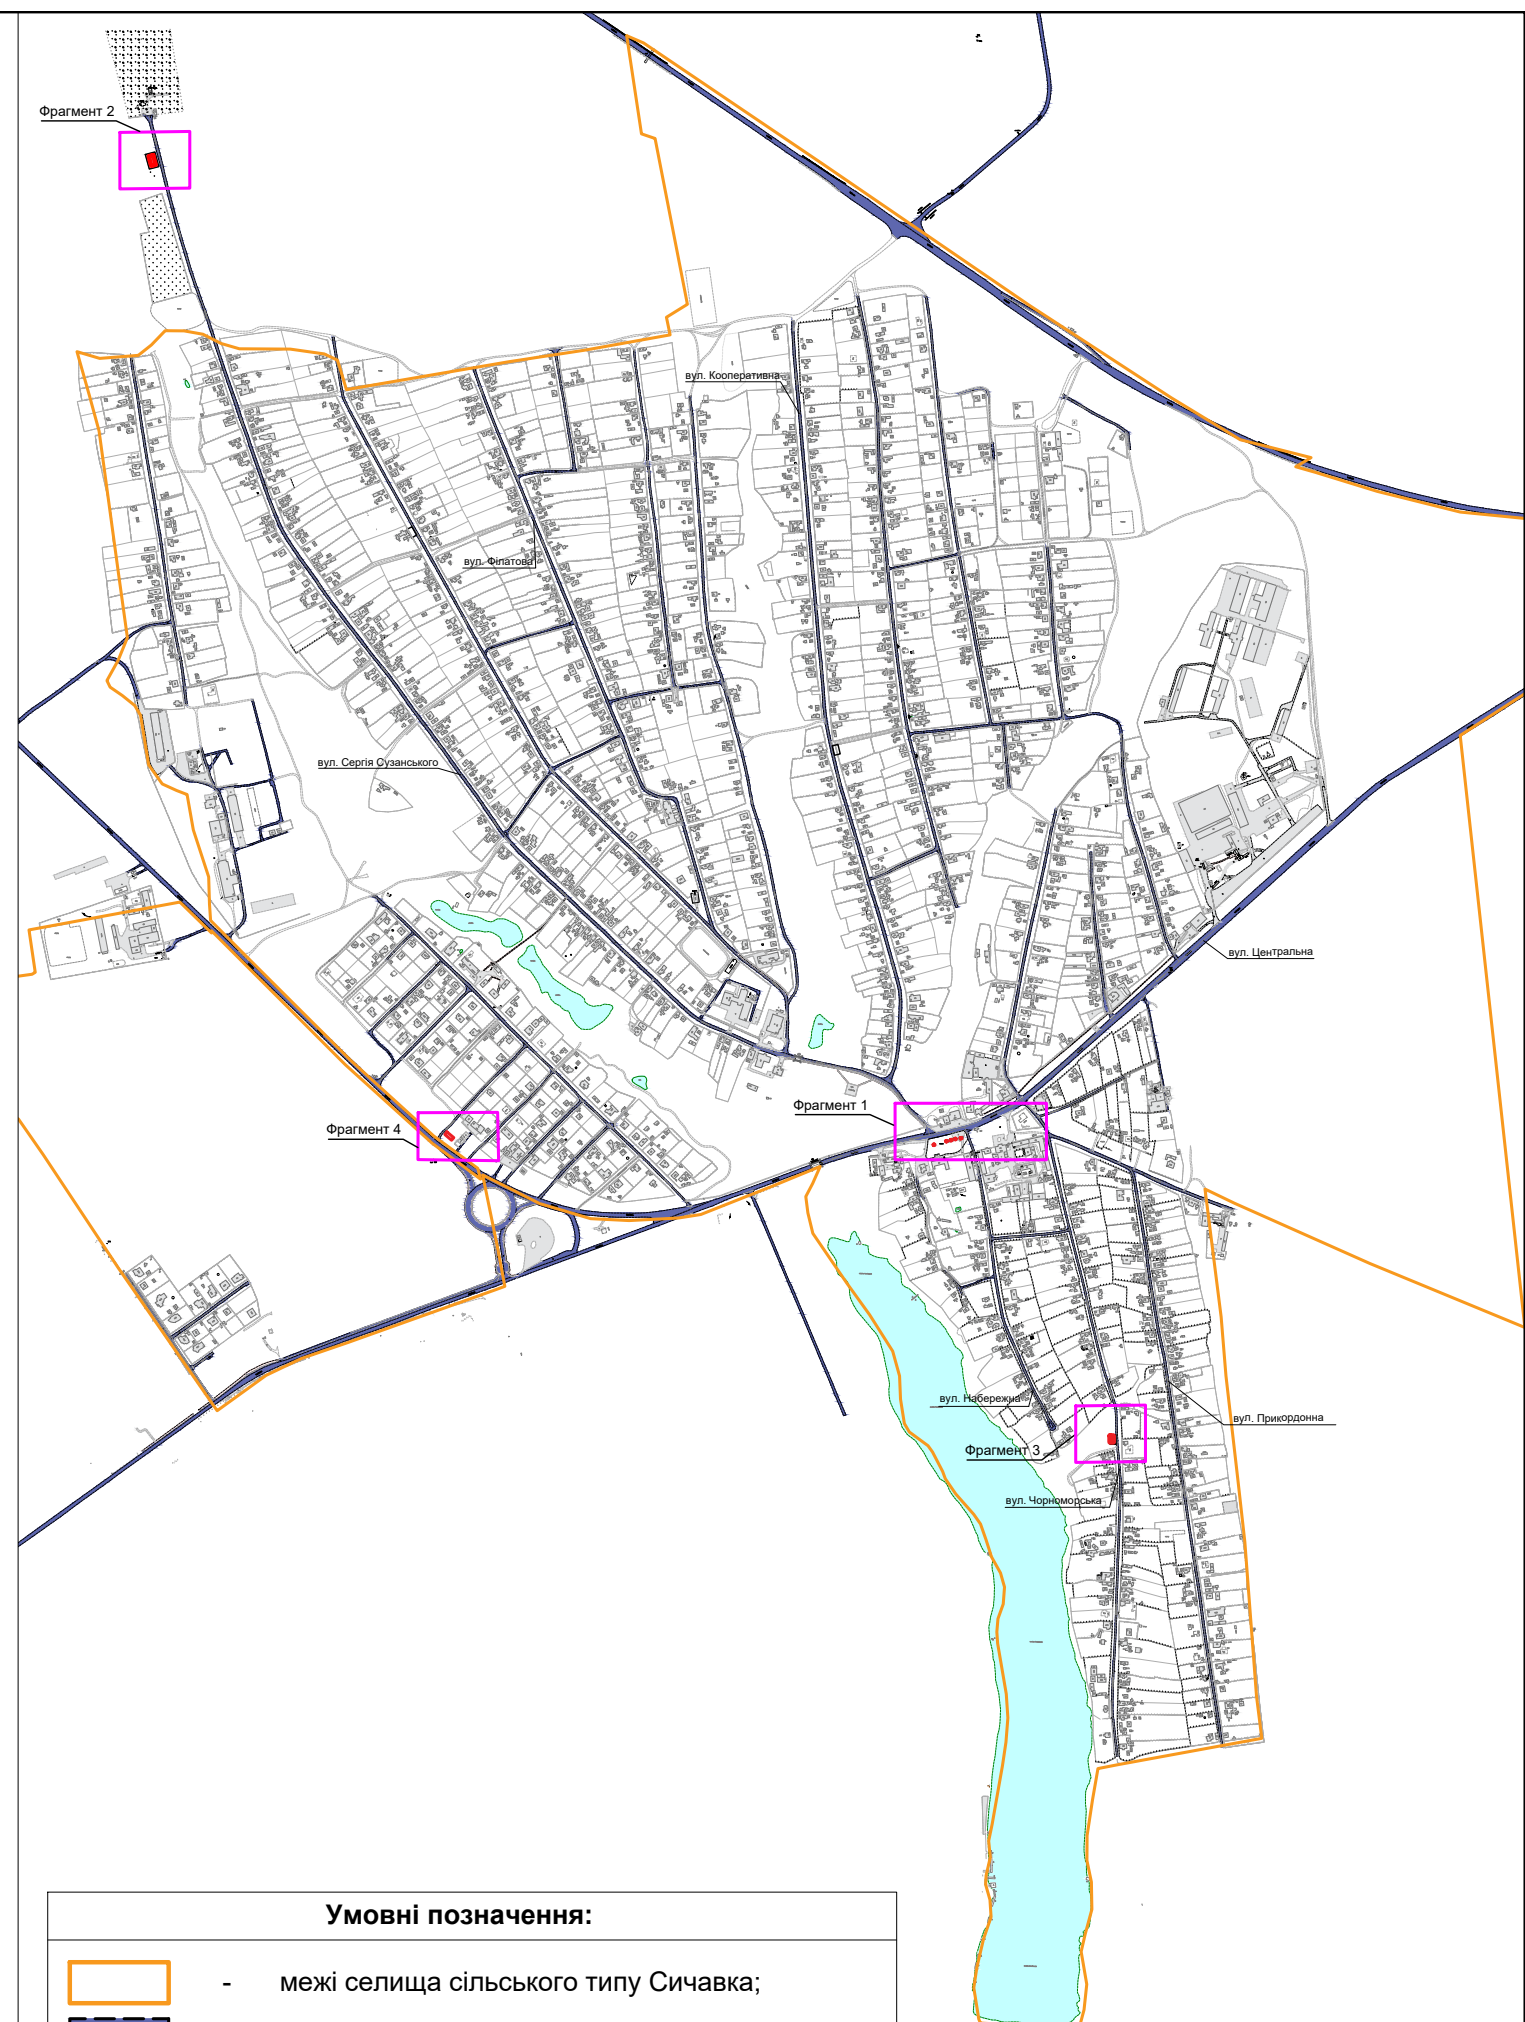 Фрагмент 2
вул. Кооперативна
вул. Філатова
вул. Сергія Сузанського
вул. Центральна
Фрагмент 1
Фрагмент 4
вул. Набережна
вул. Прикордонна
Фрагмент 3
вул. Чорноморська
Умовні позначення:
- межі селища сільського типу Сичавка;